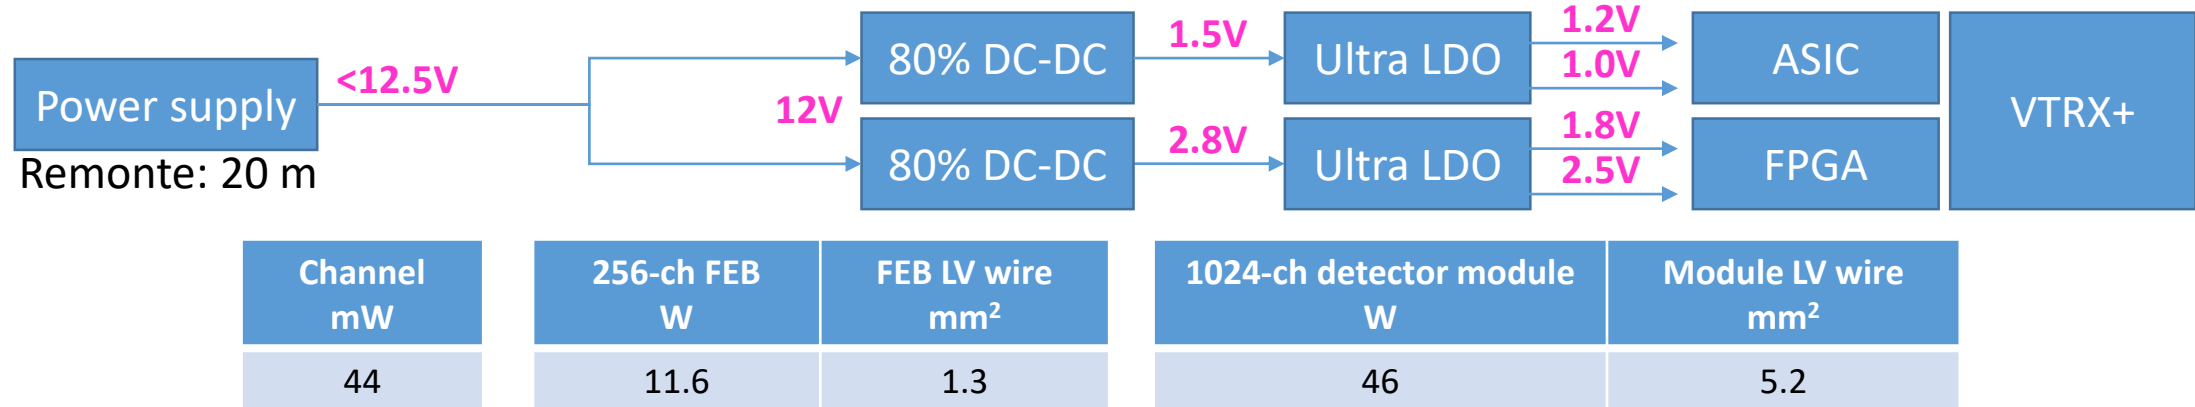 Power supply
Remonte: 20 m
<12.5V
12V
80% DC-DC
1.5V
Ultra LDO
1.2V
1.0V
ASIC
80% DC-DC
2.8V
Ultra LDO
1.8V
2.5V
FPGA
VTRX+
Channel
mW
44
256-ch FEB
W
FEB LV wire
mm²
11.6
1.3
1024-ch detector module
W
Module LV wire
mm²
46
5.2